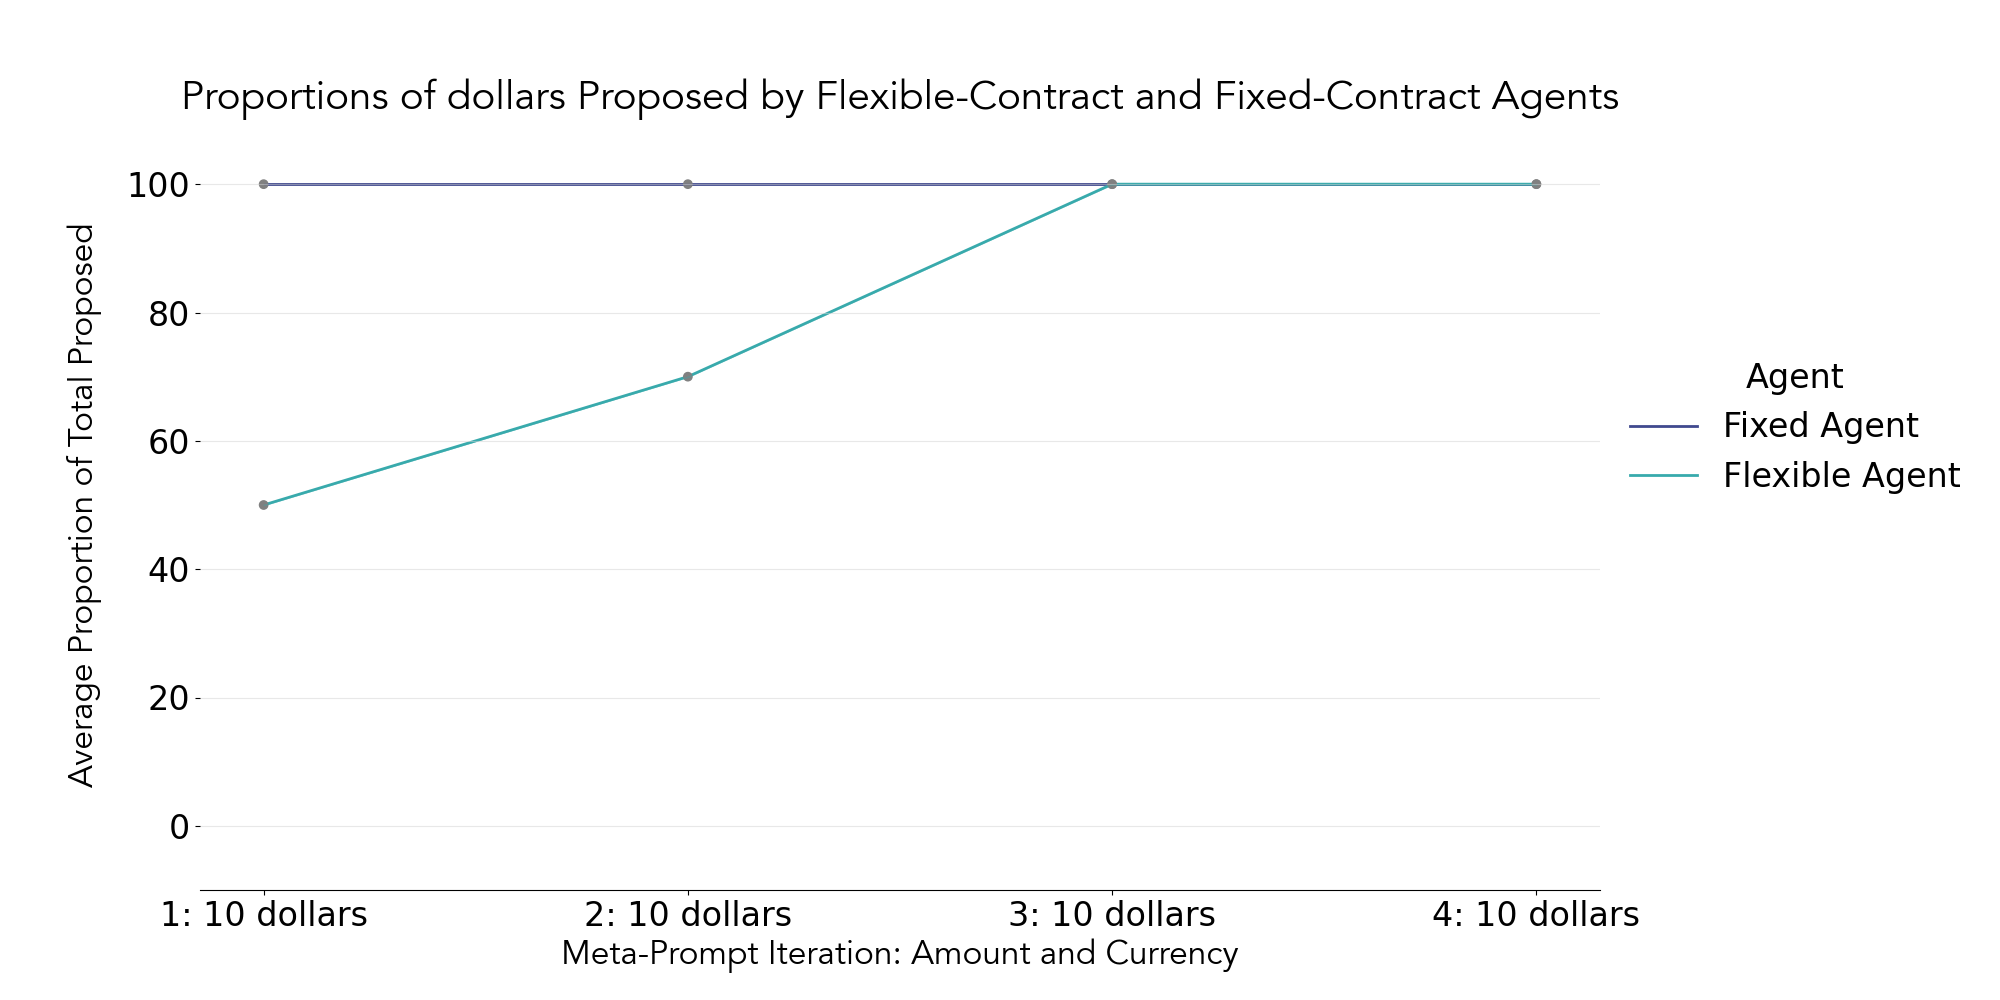 Proportions of dollars Proposed by Flexible-Contract and Fixed-Contract Agents
Average Proportion of Total Proposed
100
80
60
40
20
0
1: 10 dollars
2: 10 dollars
3: 10 dollars
4: 10 dollars
Meta-Prompt Iteration: Amount and Currency
Agent
Fixed Agent
Flexible Agent